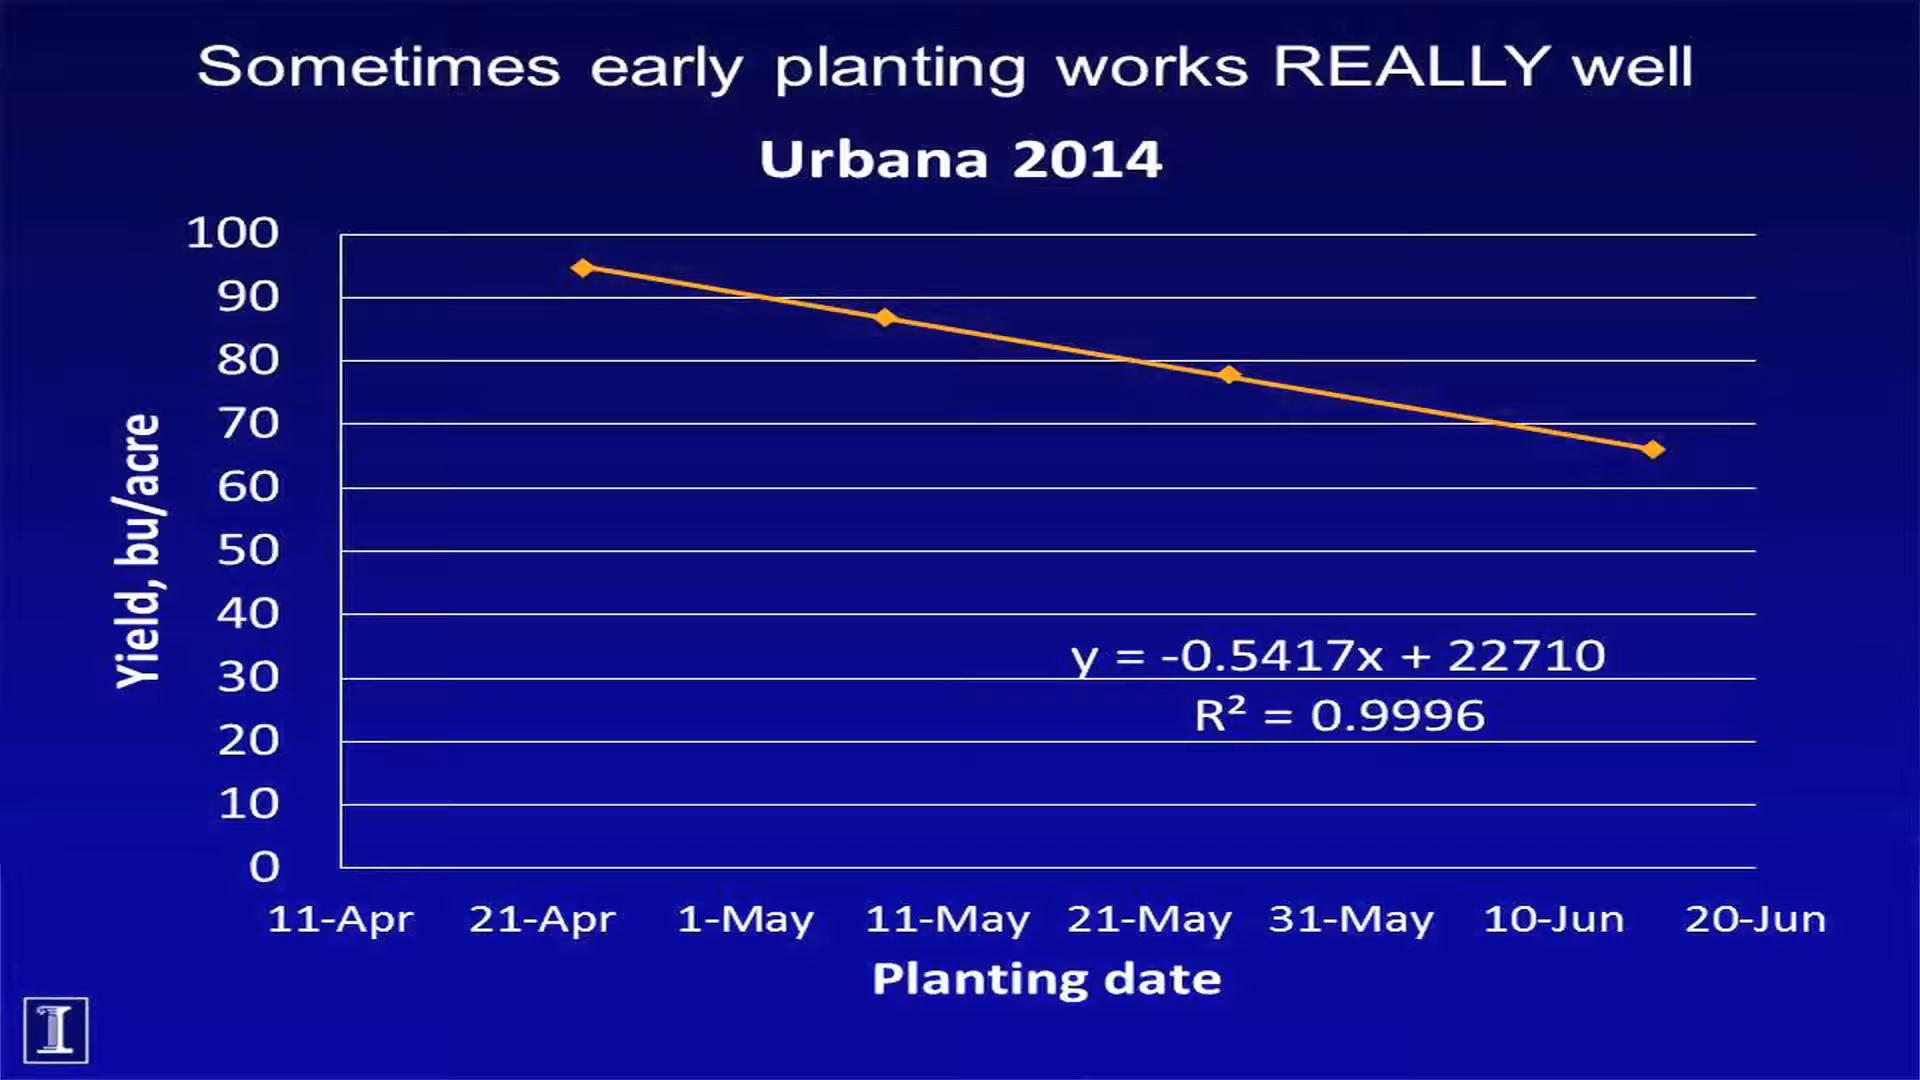 Sometimes early planting works REALLY well
Urbana 2014
100
90
80
70
60
50
40
30
20
10
0
Yield, bu/acre
y = -0.5417x + 22710
R² = 0.9996
11-Apr 21-Apr 1-May 11-May 21-May 31-May 10-Jun 20-Jun
Planting date
I